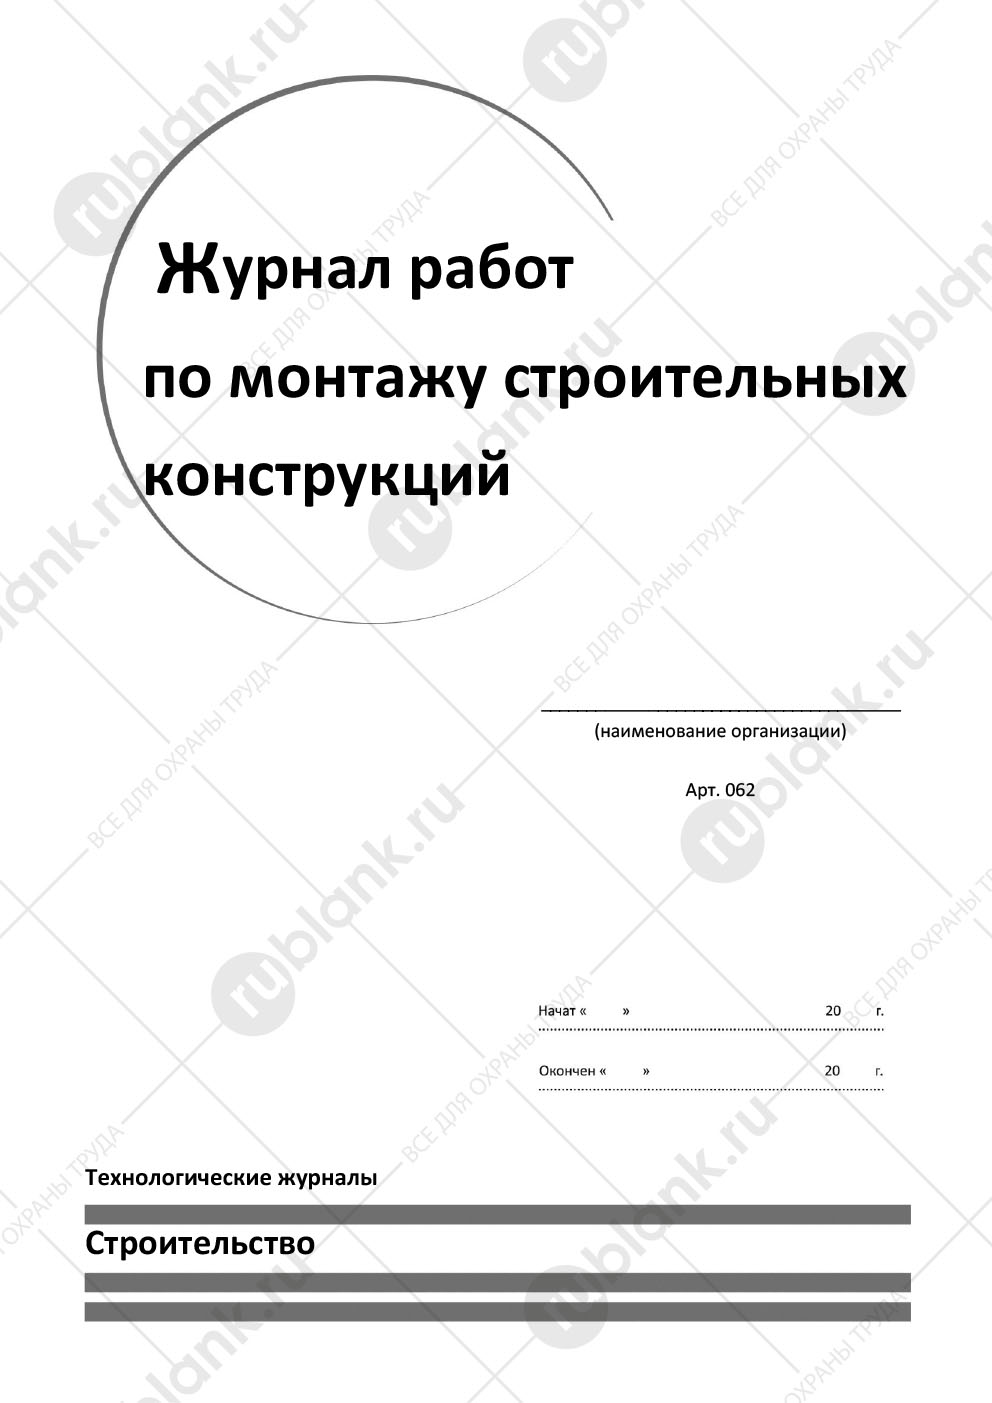 Журнал работ
по монтажу строительных
конструкций
(наименование организации)
Арт. 062
Начат « » 20 г.
Окончен « » 20 г.
Технологические журналы
Строительство
rublank.ru
ВСЕ ДЛЯ ОХРАНЫ ТРУДА